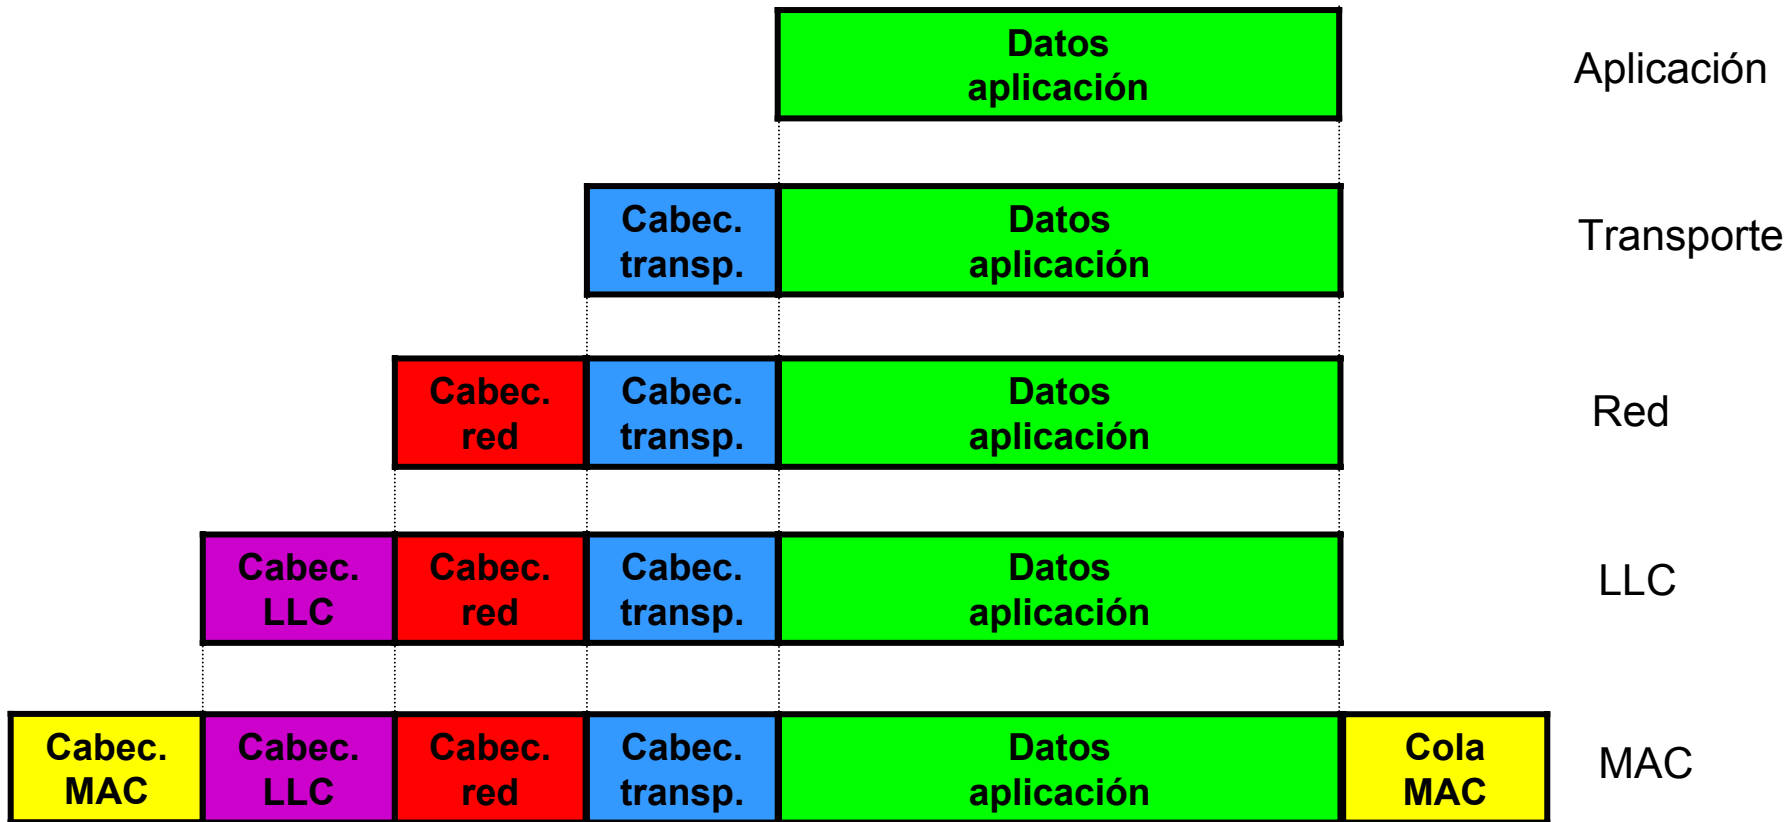 Datos
aplicación
Aplicación
Cabec.
transp.
Datos
aplicación
Transporte
Cabec.
red
Cabec.
transp.
Datos
aplicación
Red
Cabec.
LLC
Cabec.
red
Cabec.
transp.
Datos
aplicación
LLC
Cabec.
MAC
Cabec.
LLC
Cabec.
red
Cabec.
transp.
Datos
aplicación
Cola
MAC
MAC